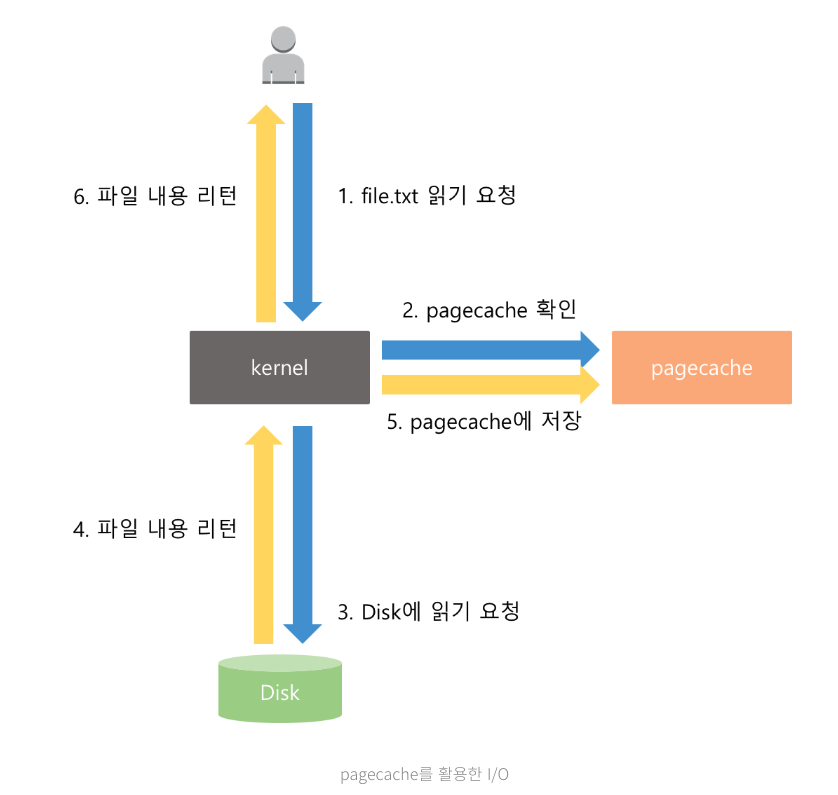 6. 파일 내용 리턴
1. file.txt 읽기 요청
2. pagecache 확인
kernel
pagecache
5. pagecache에 저장
4. 파일 내용 리턴
3. Disk에 읽기 요청
Disk
pagecache를 활용한 I/O